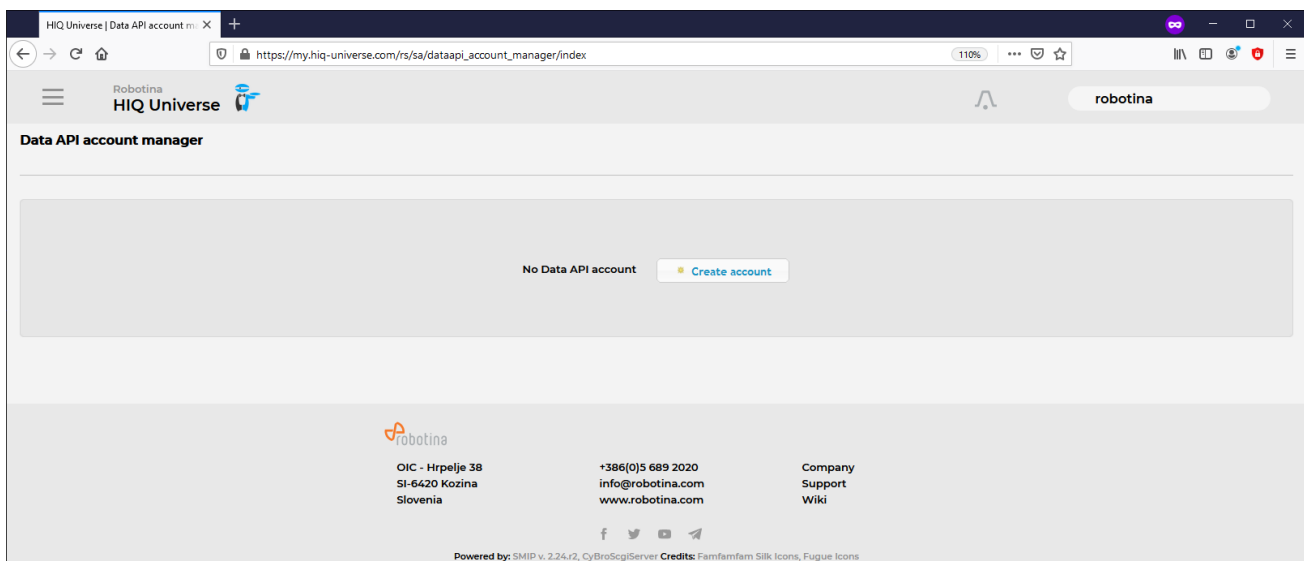 HIQ Universe | Data API account m
https://my.hiq-universe.com/rs/sa/dataapi_account_manager/index
110%
Robotina
HIQ Universe
robotina
Data API account manager
No Data API account
Create account
robotina
OIC - Hrpelje 38
SI-6420 Kozina
Slovenia
+386(0)5 689 2020
info@robotina.com
www.robotina.com
Company
Support
Wiki
Powered by: SMIP v. 2.24.r2, CyBroScgiServer Credits: Famfamfam Silk Icons, Fugue Icons